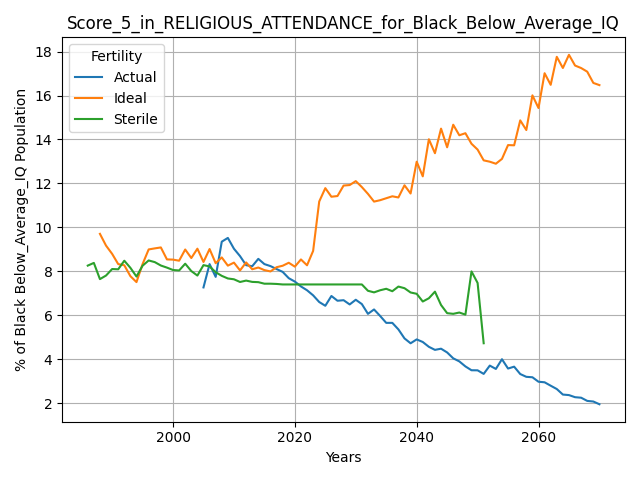 Score_5_in_RELIGIOUS_ATTENDANCE_for_Black_Below_Average_IQ
Fertility
Actual
Ideal
Sterile
% of Black Below_Average_IQ Population
18
16
14
12
10
8
6
4
2
2000
2020
2040
2060
Years